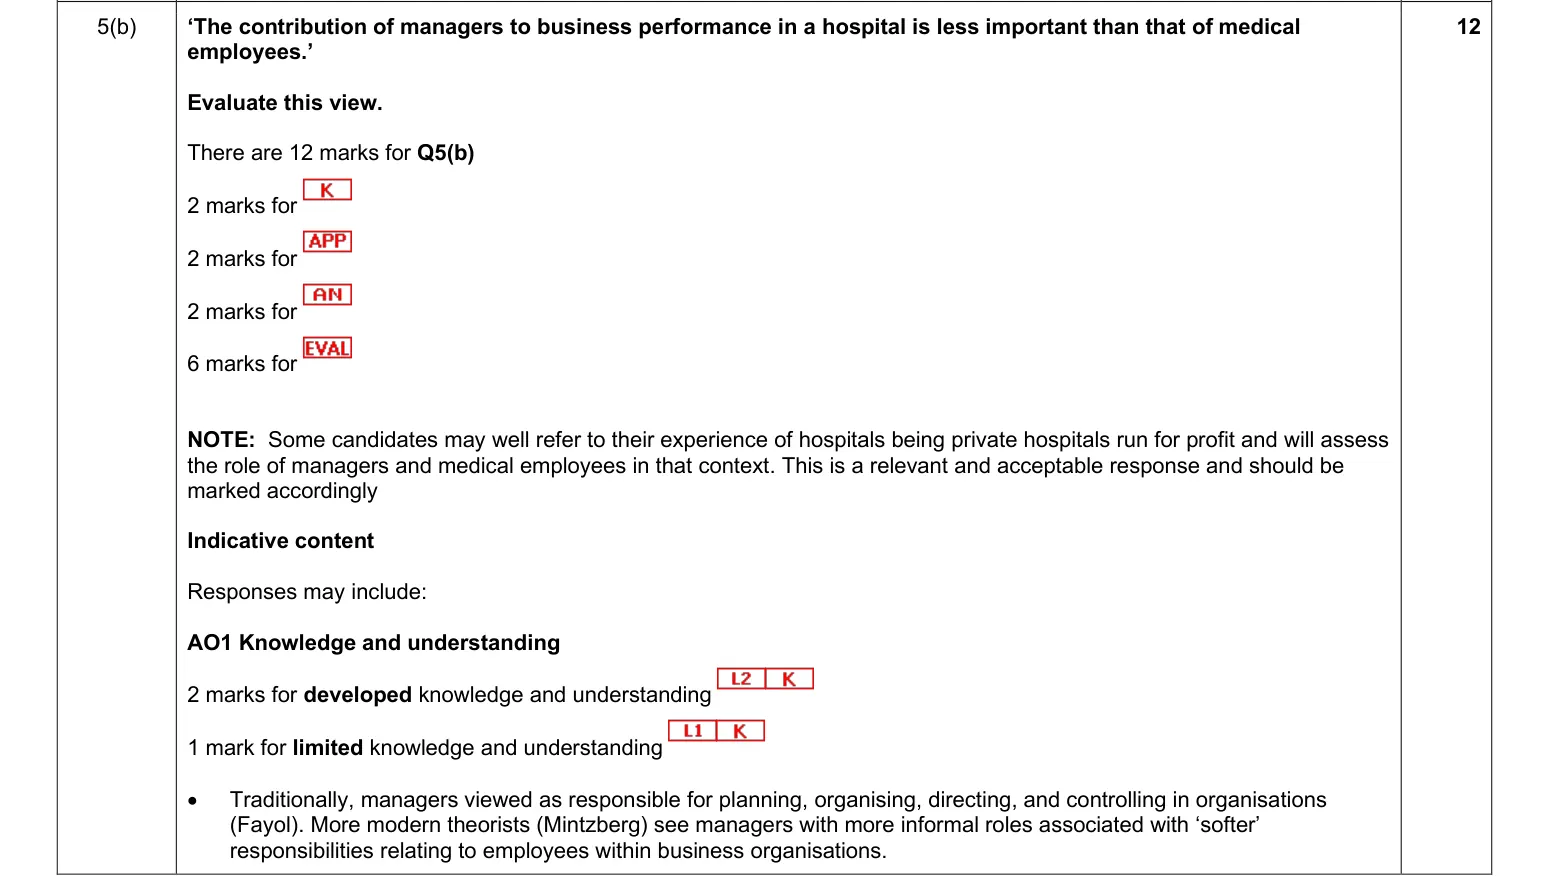 5(b) ‘The contribution of managers to business performance in a hospital is less important than that of medical 12
employees.’
Evaluate this view.
There are 12 marks for Q5(b)
2 marks for K
2 marks for APP
2 marks for AN
6 marks for EVAL
NOTE: Some candidates may well refer to their experience of hospitals being private hospitals run for profit and will assess
the role of managers and medical employees in that context. This is a relevant and acceptable response and should be
marked accordingly
Indicative content
Responses may include:
AO1 Knowledge and understanding
2 marks for developed knowledge and understanding L2 K
1 mark for limited knowledge and understanding L1 K
• Traditionally, managers viewed as responsible for planning, organising, directing, and controlling in organisations
(Fayol). More modern theorists (Mintzberg) see managers with more informal roles associated with ‘softer’
responsibilities relating to employees within business organisations.